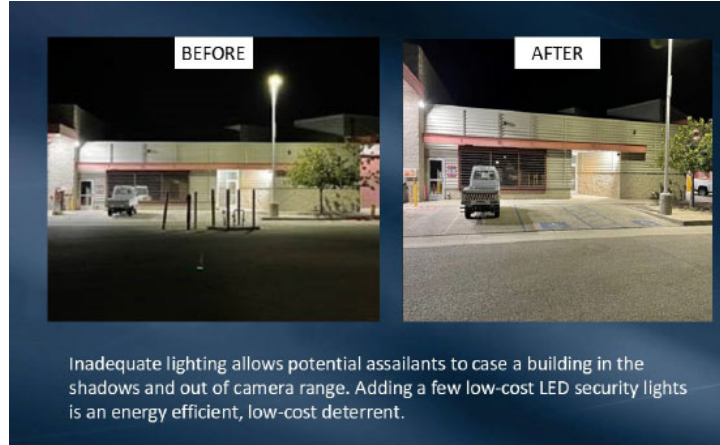 BEFORE
AFTER
Inadequate lighting allows potential assailants to case a building in the
shadows and out of camera range. Adding a few low-cost LED security lights
is an energy efficient, low-cost deterrent.